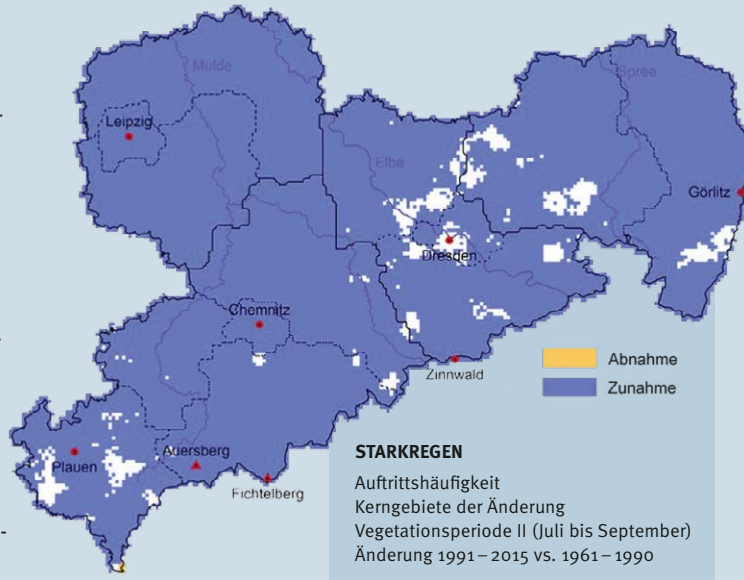 Mulde
Spree
Leipzig
Elbe
Görlitz
Dresden
Chemnitz
Abnahme
Zunahme
Zinnwald
Auersberg
Plauen
Fichtelberg
STARKREGEN
Auftrittshäufigkeit
Kerngebiete der Änderung
Vegetationsperiode II (Juli bis September)
Änderung 1991 – 2015 vs. 1961 – 1990